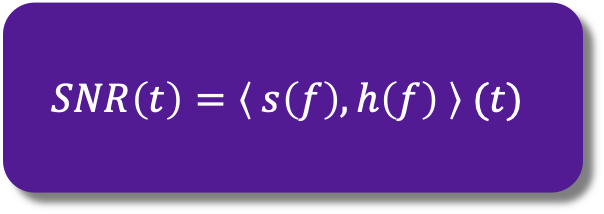 SNR(t) = ⟨ s(f), h(f) ⟩ (t)